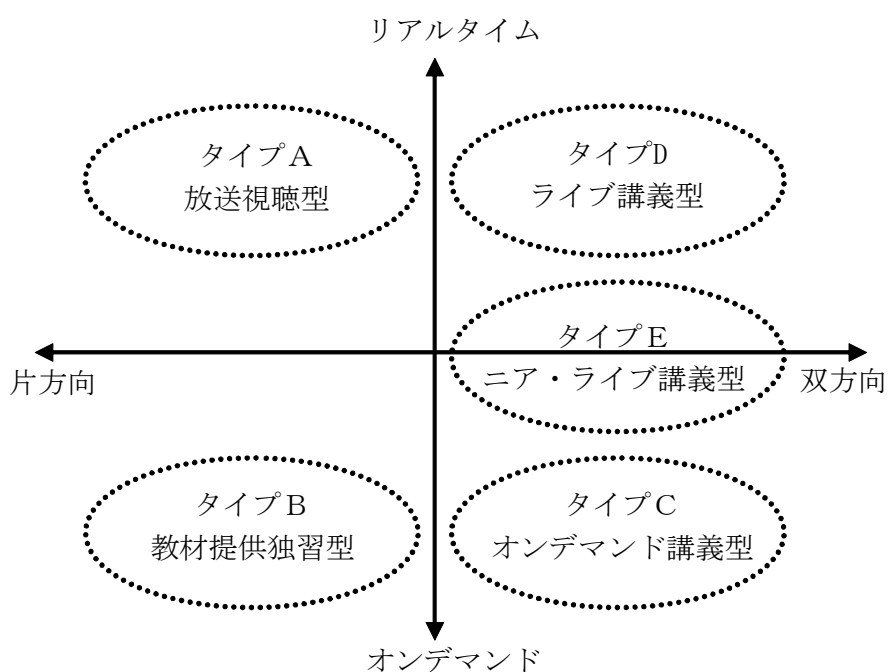 リアルタイム
タイプＡ
放送視聴型
タイプD
ライブ講義型
タイプＥ
ニア・ライブ講義型
片方向
双方向
タイプＢ
教材提供独習型
タイプＣ
オンデマンド講義型
オンデマンド